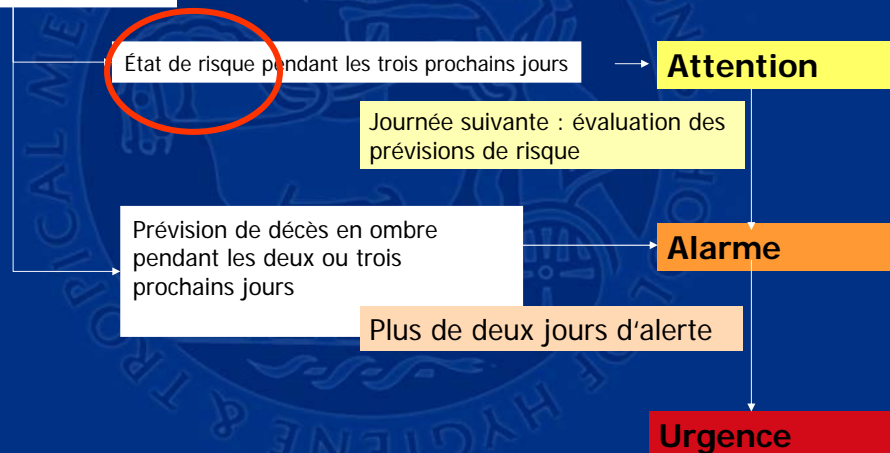 État de risque pendant les trois prochains jours
Attention
Journée suivante : évaluation des
prévisions de risque
Prévision de décès en ombre
pendant les deux ou trois
prochains jours
Alarme
Plus de deux jours d‘alerte
Urgence